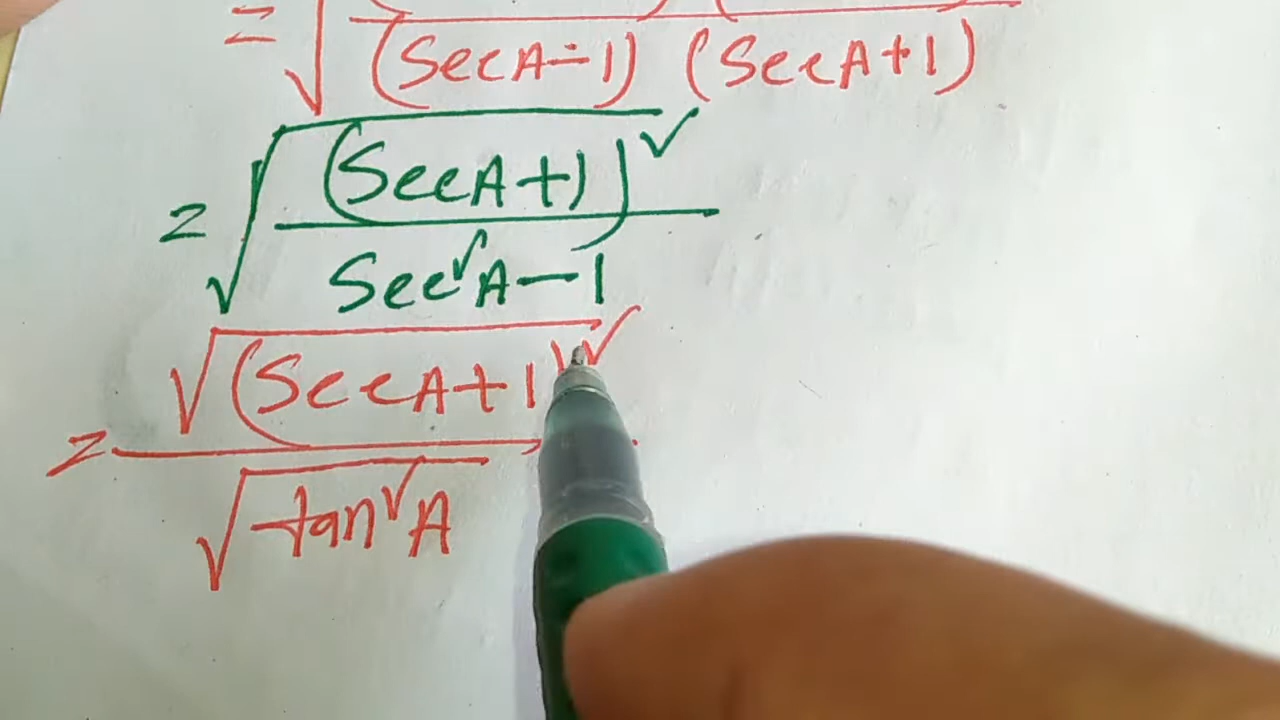 = √ (SecA-1) (SecA+1)
= √ (SecA+1)² / Sec²A-1
= √(SecA+1)² / √tan²A